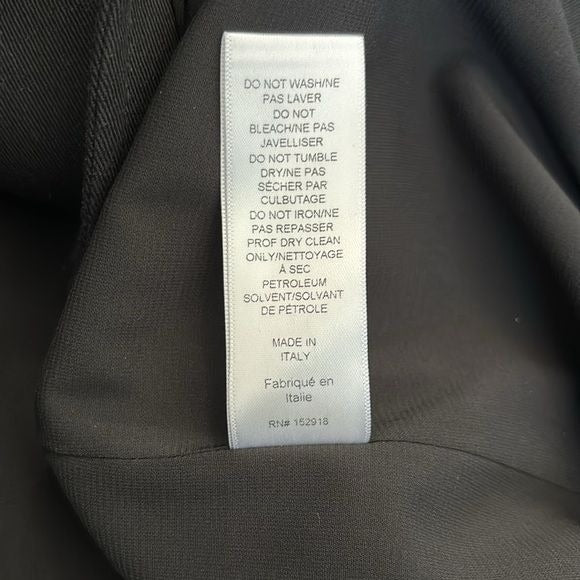 DO NOT WASH/NE
PAS LAVER
DO NOT
BLEACH/NE PAS
JAVELLISER
DO NOT TUMBLE
DRY/NE PAS
SÉCHER PAR
CULBUTAGE
DO NOT IRON/NE
PAS REPASSER
PROF DRY CLEAN
ONLY/NETTOYAGE
À SEC
PETROLEUM
SOLVENT/SOLVANT
DE PÉTROLE
MADE IN
ITALY
Fabriqué en
Italie
RN# 152918